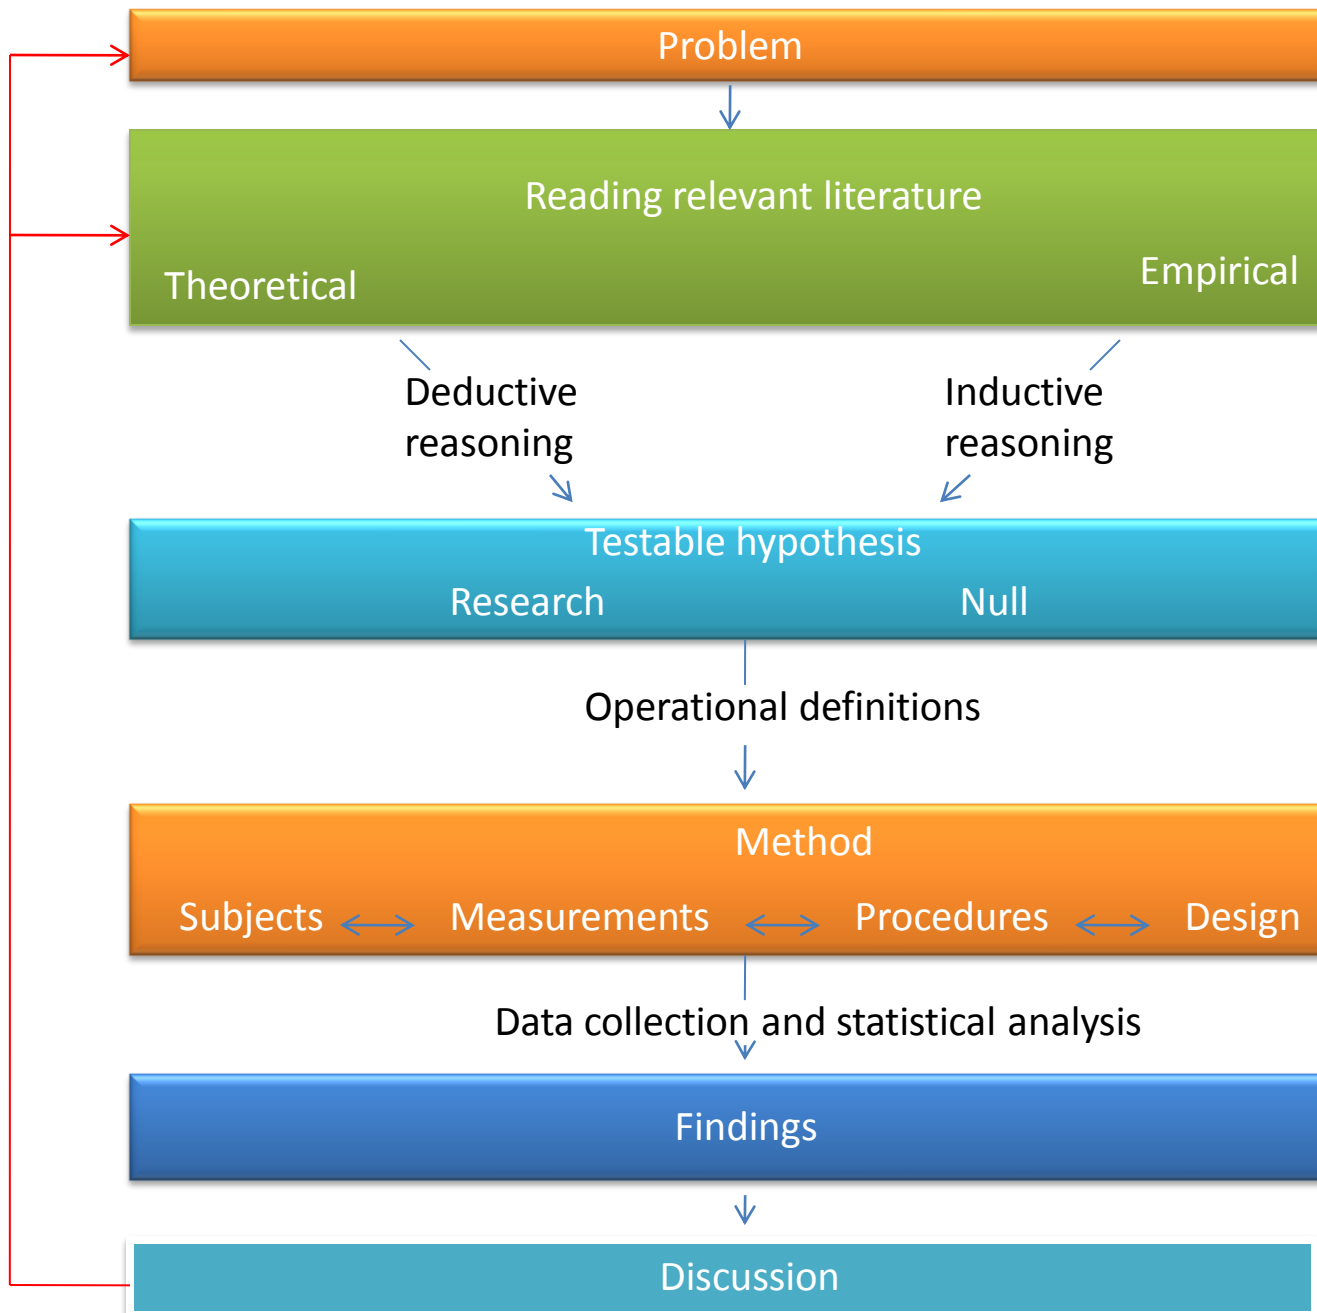 Problem
Reading relevant literature
Theoretical
Empirical
Deductive
reasoning
Inductive
reasoning
Testable hypothesis
Research
Null
Operational definitions
Method
Subjects
Measurements
Procedures
Design
Data collection and statistical analysis
Findings
Discussion